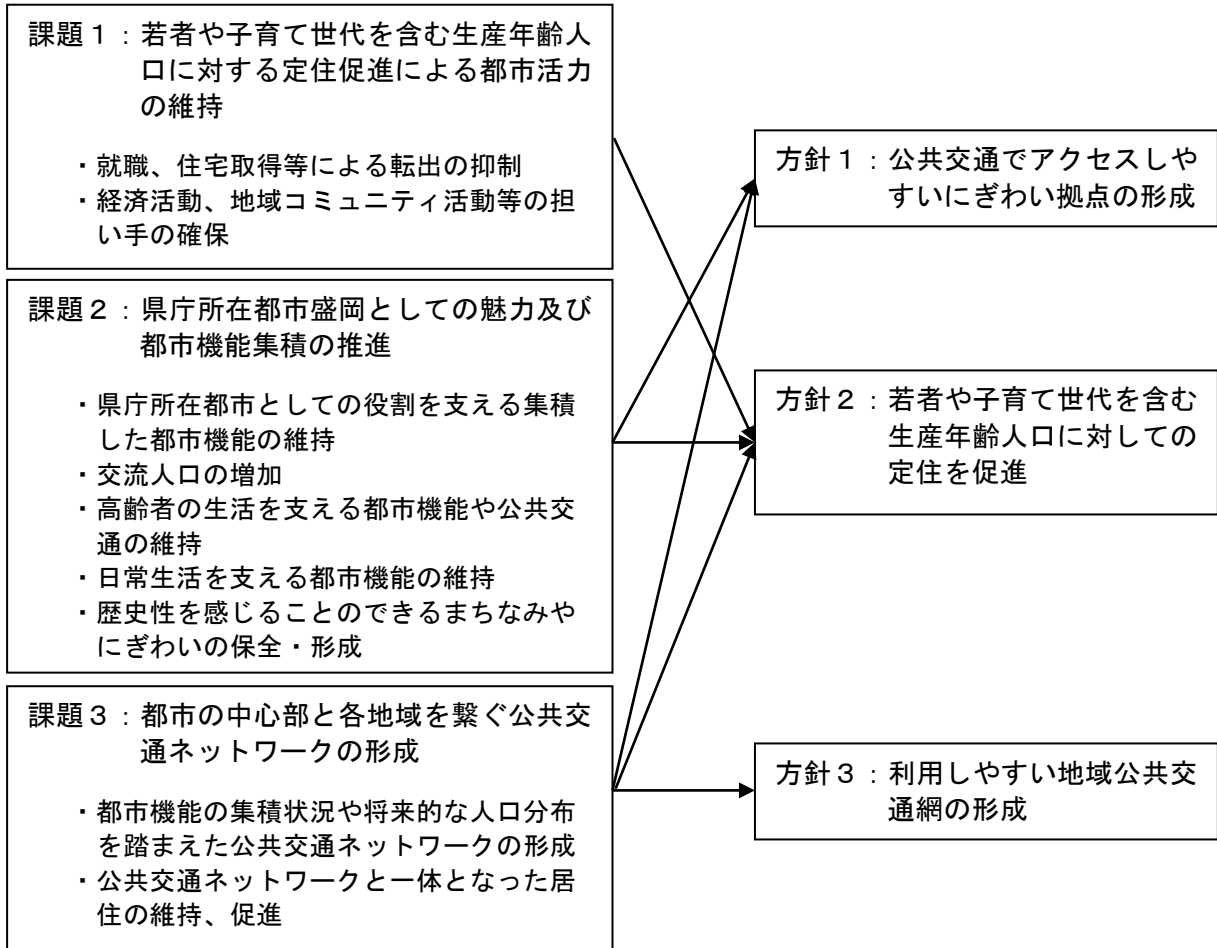 課題１：若者や子育て世代を含む生産年齢人
口に対する定住促進による都市活力
の維持
・就職、住宅取得等による転出の抑制
・経済活動、地域コミュニティ活動等の担
い手の確保
課題２：県庁所在都市盛岡としての魅力及び
都市機能集積の推進
・県庁所在都市としての役割を支える集積
した都市機能の維持
・交流人口の増加
・高齢者の生活を支える都市機能や公共交
通の維持
・日常生活を支える都市機能の維持
・歴史性を感じることのできるまちなみや
にぎわいの保全・形成
課題３：都市の中心部と各地域を繋ぐ公共交
通ネットワークの形成
・都市機能の集積状況や将来的な人口分布
を踏まえた公共交通ネットワークの形成
・公共交通ネットワークと一体となった居
住の維持、促進
方針１：公共交通でアクセスしや
すいにぎわい拠点の形成
方針２：若者や子育て世代を含む
生産年齢人口に対しての
定住を促進
方針３：利用しやすい地域公共交
通網の形成